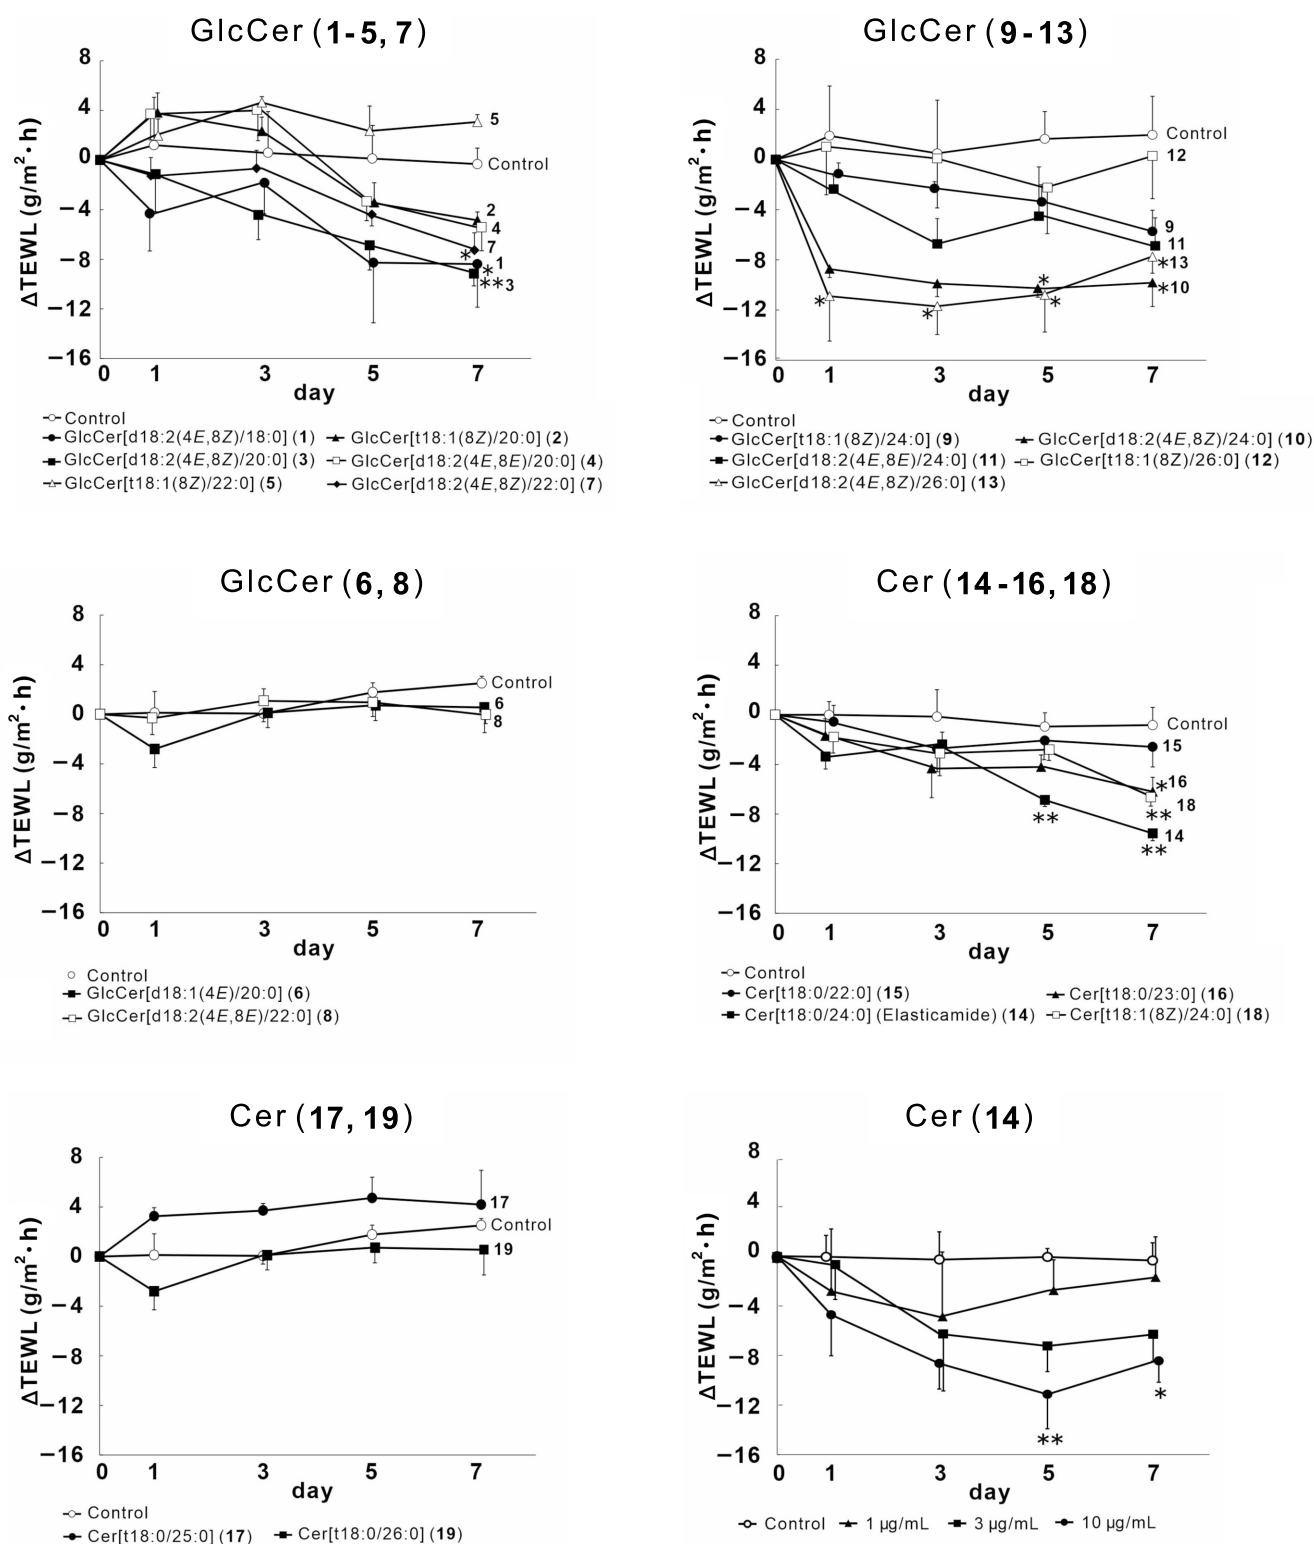 GlcCer (1-5, 7)
8
4
0
−4
−8
−12
−16
ΔTEWL (g/m²・h)
5
Control
2
4
7
*
*1
**3
0 1 3 5 7
day
Control
GlcCer[d18:2(4E,8Z)/18:0] (1) GlcCer[t18:1(8Z)/20:0] (2)
GlcCer[d18:2(4E,8Z)/20:0] (3) GlcCer[d18:2(4E,8E)/20:0] (4)
GlcCer[t18:1(8Z)/22:0] (5) GlcCer[d18:2(4E,8Z)/22:0] (7)
GlcCer (9-13)
8
4
0
−4
−8
−12
−16
ΔTEWL (g/m²・h)
Control
12
9
11
*13
*10
* * * *
0 1 3 5 7
day
Control
GlcCer[t18:1(8Z)/24:0] (9) GlcCer[d18:2(4E,8Z)/24:0] (10)
GlcCer[d18:2(4E,8E)/24:0] (11) GlcCer[t18:1(8Z)/26:0] (12)
GlcCer[d18:2(4E,8Z)/26:0] (13)
GlcCer (6, 8)
8
4
0
−4
−8
−12
−16
ΔTEWL (g/m²・h)
Control
6
8
0 1 3 5 7
day
Control
GlcCer[d18:1(4E)/20:0] (6)
GlcCer[d18:2(4E,8E)/22:0] (8)
Cer (14-16, 18)
8
4
0
−4
−8
−12
−16
ΔTEWL (g/m²・h)
Control
15
*16
18
**
**
14
**
0 1 3 5 7
day
Control
Cer[t18:0/22:0] (15) Cer[t18:0/23:0] (16)
Cer[t18:0/24:0] (Elasticamide) (14) Cer[t18:1(8Z)/24:0] (18)
Cer (17, 19)
8
4
0
−4
−8
−12
−16
ΔTEWL (g/m²・h)
17
Control
19
0 1 3 5 7
day
Control
Cer[t18:0/25:0] (17) Cer[t18:0/26:0] (19)
Cer (14)
8
4
0
−4
−8
−12
−16
ΔTEWL (g/m²・h)
*
**
0 1 3 5 7
day
Control 1 µg/mL 3 µg/mL 10 µg/mL